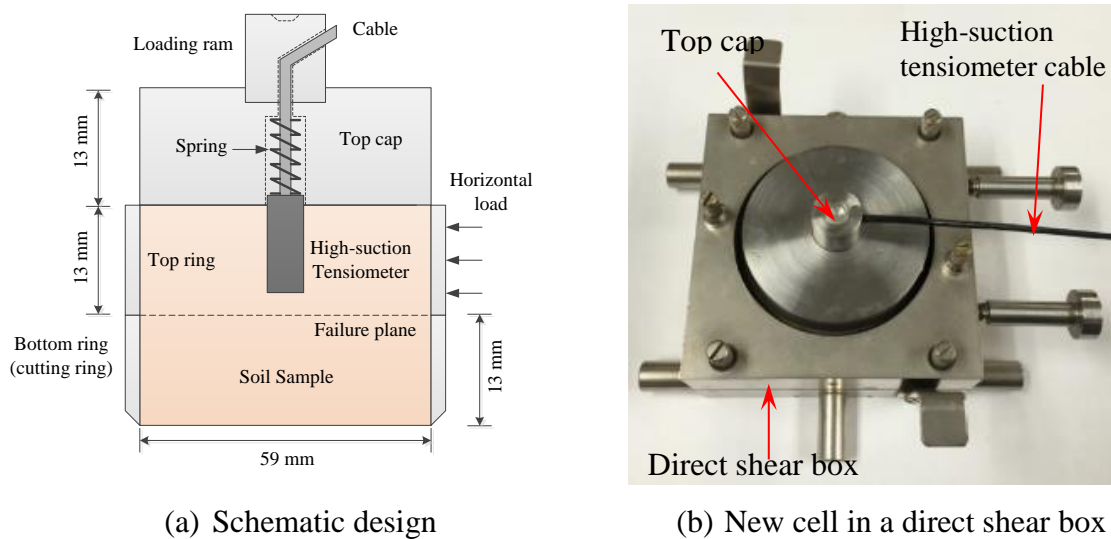 Loading ram
Cable
Spring
Top cap
13 mm
Horizontal
load
13 mm
Top ring
High-suction
Tensiometer
Failure plane
Bottom ring
(cutting ring)
Soil Sample
13 mm
59 mm
(a) Schematic design
Top cap
High-suction
tensiometer cable
Direct shear box
(b) New cell in a direct shear box